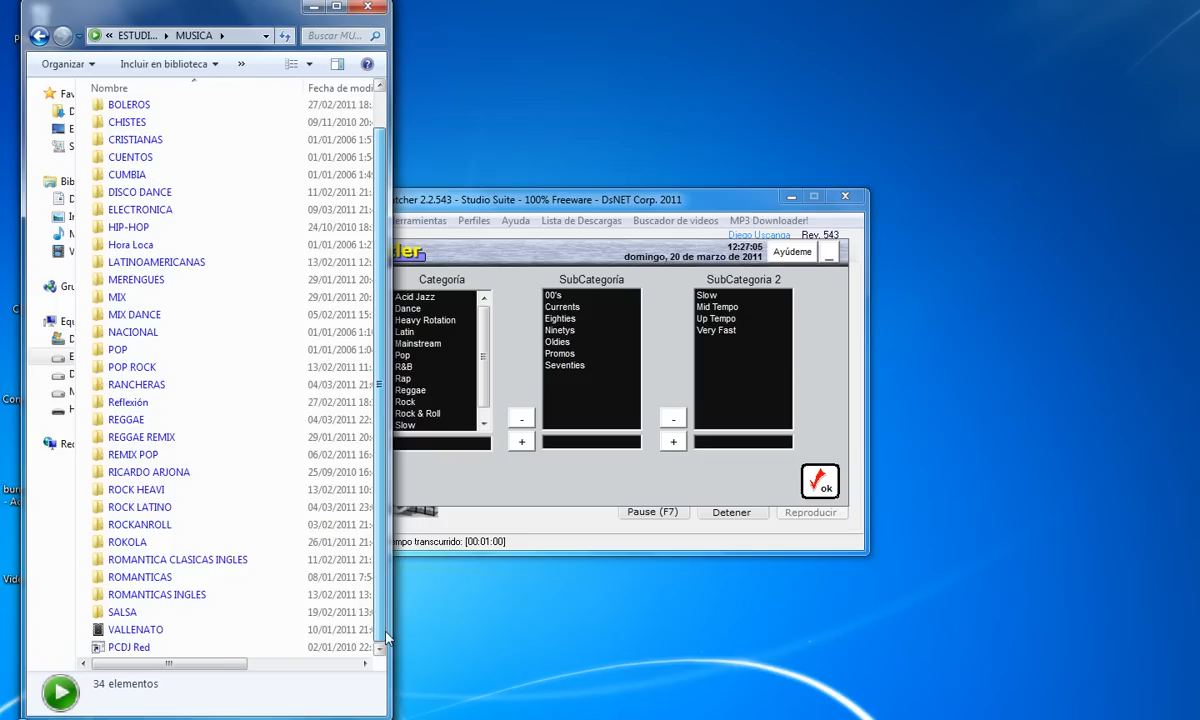 ESTUDI... MUSICA Buscar MU...
Organizar Incluir en biblioteca »
Nombre Fecha de modi
BOLEROS 27/02/2011 18:
CHISTES 09/11/2010 20:
CRISTIANAS 01/01/2006 1:5
CUENTOS 01/01/2006 1:5
CUMBIA 01/01/2006 1:4
DISCO DANCE 11/02/2011 21:
ELECTRONICA 09/03/2011 21:
HIP-HOP 24/10/2010 18:
Hora Loca 01/01/2006 1:2
LATINOAMERICANAS 13/02/2011 12:
MERENGUES 29/01/2011 20:
MIX 29/01/2011 20:
MIX DANCE 05/02/2011 15:
NACIONAL 01/01/2006 1:1
POP 01/01/2006 1:0
POP ROCK 13/02/2011 11:
RANCHERAS 04/03/2011 21:
Reflexión 27/02/2011 18:
REGGAE 04/03/2011 22:
REGGAE REMIX 29/01/2011 20:
REMIX POP 06/02/2011 16:
RICARDO ARJONA 25/09/2010 16:
ROCK HEAVI 13/02/2011 10:
ROCK LATINO 04/03/2011 23:
ROCKANROLL 03/02/2011 21:
ROKOLA 26/01/2011 21:
ROMANTICA CLASICAS INGLES 11/02/2011 21:
ROMANTICAS 08/01/2011 7:5
ROMANTICAS INGLES 13/02/2011 13:
SALSA 19/02/2011 13:
VALLENATO 10/01/2011 21:
PCDJ Red 02/01/2010 22:
34 elementos
Fav
Bib
Gru
Equ
Rec
tcher 2.2.543 - Studio Suite - 100% Freeware - DsNET Corp. 2011
erramientas Perfiles Ayuda Lista de Descargas Buscador de videos MP3 Downloader!
Diego Uscanga Rev. 543
der
12:27:05
domingo, 20 de marzo de 2011
Ayúdeme
_
Categoría SubCategoría SubCategoria 2
Acid Jazz
Dance
Heavy Rotation
Latin
Mainstream
Pop
R&B
Rap
Reggae
Rock
Rock & Roll
Slow
00's
Currents
Eighties
Ninetys
Oldies
Promos
Seventies
Slow
Mid Tempo
Up Tempo
Very Fast
- -
+ +
ok
Pause (F7) Detener Reproducir
empo transcurrido: [00:01:00]